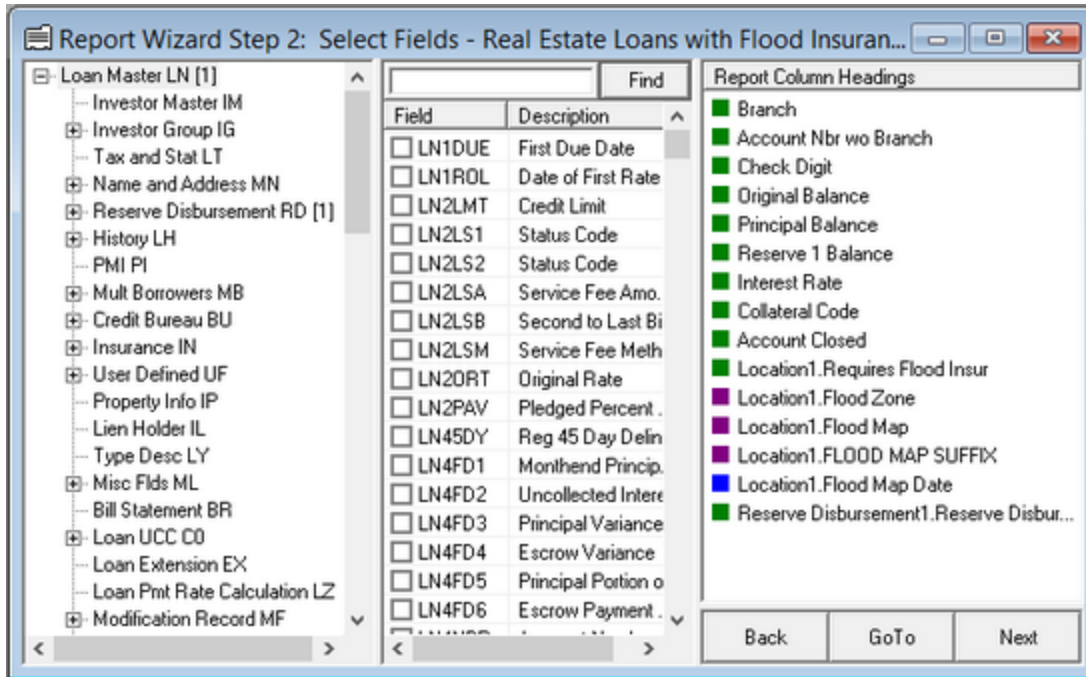 Report Wizard Step 2: Select Fields - Real Estate Loans with Flood Insuran...
Loan Master LN [1]
Investor Master IM
Investor Group IG
Tax and Stat LT
Name and Address MN
Reserve Disbursement RD [1]
History LH
PMI PI
Mult Borrowers MB
Credit Bureau BU
Insurance IN
User Defined UF
Property Info IP
Lien Holder IL
Type Desc LY
Misc Flds ML
Bill Statement BR
Loan UCC C0
Loan Extension EX
Loan Pmt Rate Calculation LZ
Modification Record MF
Find
Field Description
LN1DUE First Due Date
LN1ROL Date of First Rate
LN2LMT Credit Limit
LN2LS1 Status Code
LN2LS2 Status Code
LN2LSA Service Fee Amo.
LN2LSB Second to Last Bi
LN2LSM Service Fee Meth
LN2ORT Original Rate
LN2PAV Pledged Percent .
LN45DY Reg 45 Day Delin
LN4FD1 Monthend Princip.
LN4FD2 Uncollected Intere
LN4FD3 Principal Variance
LN4FD4 Escrow Variance
LN4FD5 Principal Portion o
LN4FD6 Escrow Payment .
Report Column Headings
Branch
Account Nbr wo Branch
Check Digit
Original Balance
Principal Balance
Reserve 1 Balance
Interest Rate
Collateral Code
Account Closed
Location1.Requires Flood Insur
Location1.Flood Zone
Location1.Flood Map
Location1.FLOOD MAP SUFFIX
Location1.Flood Map Date
Reserve Disbursement1.Reserve Disbur...
Back GoTo Next